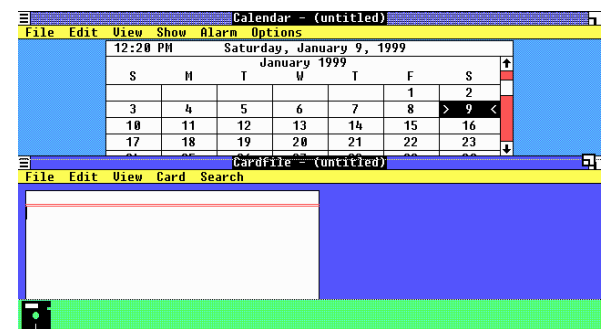 Calendar - (untitled)
File Edit View Show Alarm Options
12:20 PM Saturday, January 9, 1999
January 1999
S M T W T F S
1 2
3 4 5 6 7 8 > 9 <
10 11 12 13 14 15 16
17 18 19 20 21 22 23
Cardfile - (untitled)
File Edit View Card Search